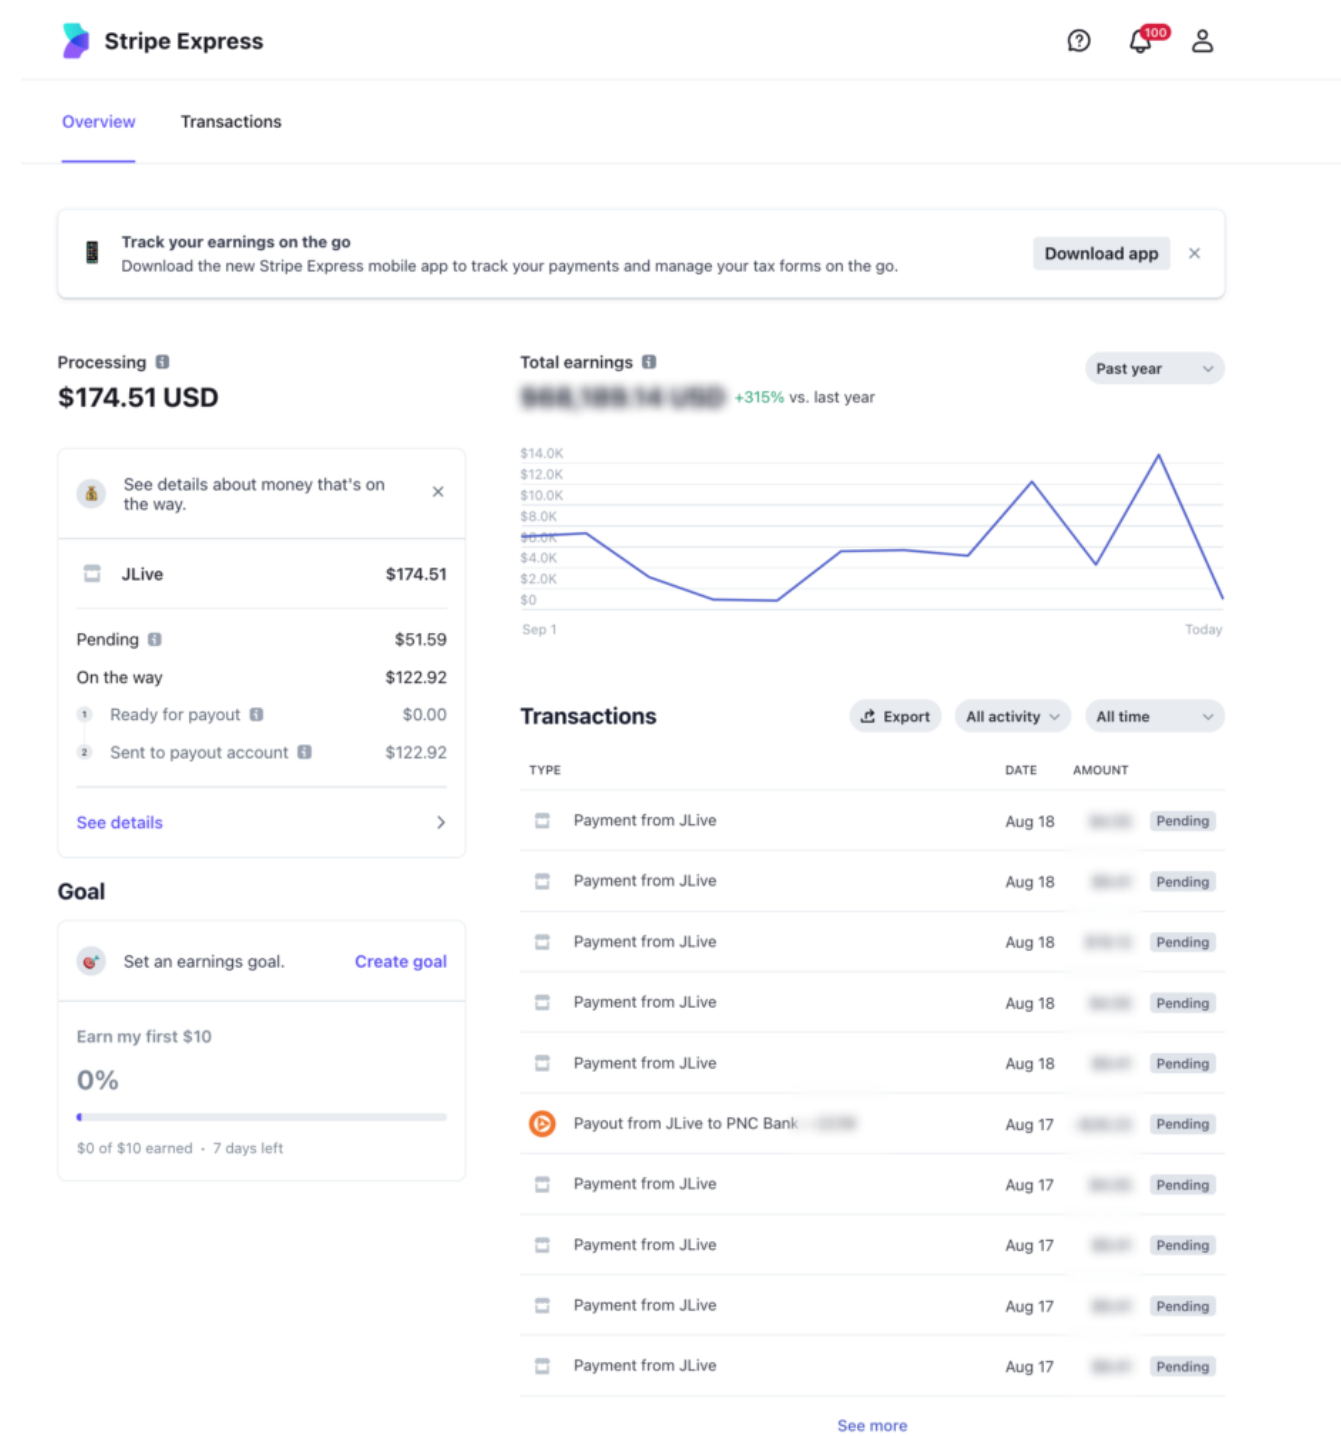 Stripe Express
100
Overview
Transactions
Track your earnings on the go
Download the new Stripe Express mobile app to track your payments and manage your tax forms on the go.
Download app
Processing
$174.51 USD
See details about money that's on
the way.
JLive $174.51
Pending $51.59
On the way $122.92
1 Ready for payout $0.00
2 Sent to payout account $122.92
See details
Goal
Set an earnings goal. Create goal
Earn my first $10
0%
$0 of $10 earned · 7 days left
Total earnings
Past year
+315% vs. last year
$14.0K
$12.0K
$10.0K
$8.0K
$6.0K
$4.0K
$2.0K
$0
Sep 1 Today
Transactions
Export
All activity
All time
TYPE DATE AMOUNT
Payment from JLive Aug 18 Pending
Payment from JLive Aug 18 Pending
Payment from JLive Aug 18 Pending
Payment from JLive Aug 18 Pending
Payment from JLive Aug 18 Pending
Payout from JLive to PNC Bank Aug 17 Pending
Payment from JLive Aug 17 Pending
Payment from JLive Aug 17 Pending
Payment from JLive Aug 17 Pending
Payment from JLive Aug 17 Pending
See more